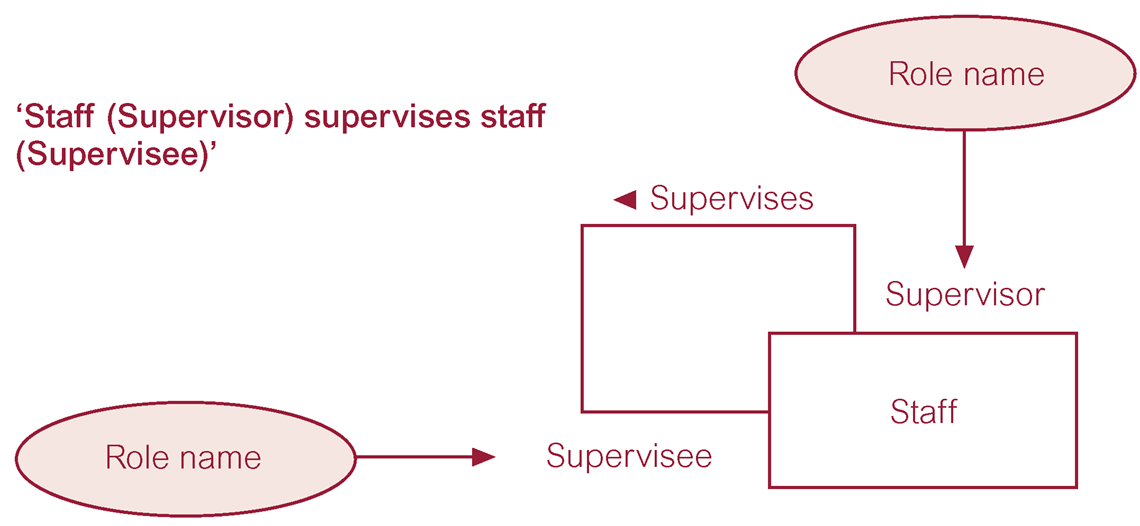 Role name
‘Staff (Supervisor) supervises staff
(Supervisee)’
◄ Supervises
Supervisor
Staff
Role name
Supervisee